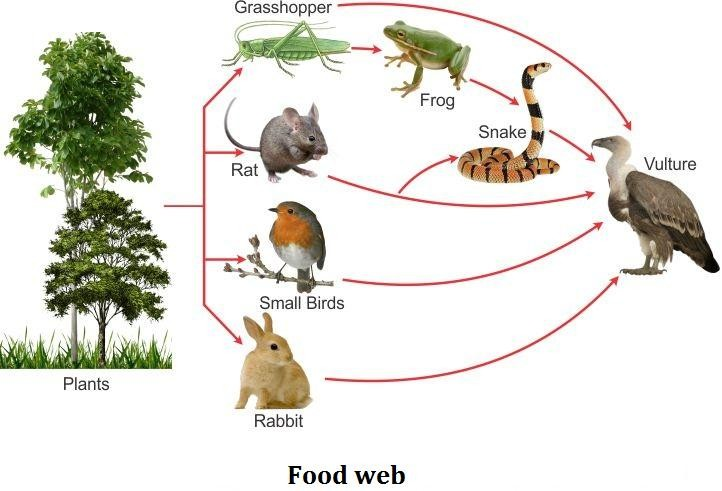 Grasshopper
Frog
Snake
Vulture
Rat
Small Birds
Plants
Rabbit
Food web